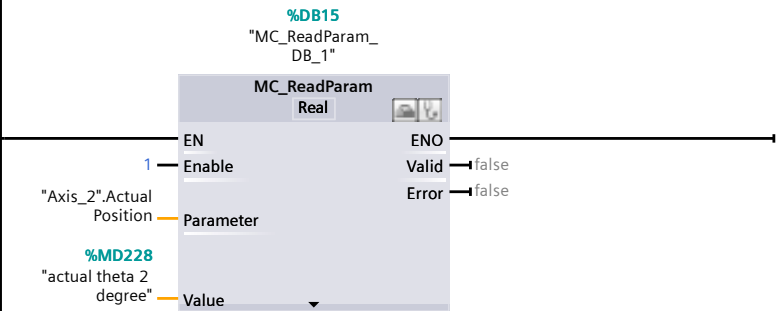 %DB15
"MC_ReadParam_
DB_1"
MC_ReadParam
Real
EN
ENO
1
Enable
Valid
false
Error
false
"Axis_2".Actual
Position
Parameter
%MD228
"actual theta 2
degree"
Value